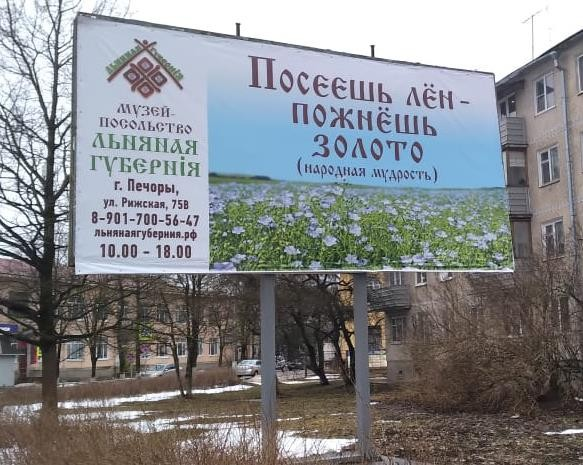 ЛЬНЯНАЯ ГУБЕРНІЯ
МУЗЕЙ-
ПОСОЛЬСТВО
ЛЬНЯНАЯ
ГУБЕРНІЯ
г. Печоры,
ул. Рижская, 75В
8-901-700-56-47
льнянаягуберния.рф
10.00 - 18.00
Посеешь лён -
пожнёшь
золото
(народная мудрость)